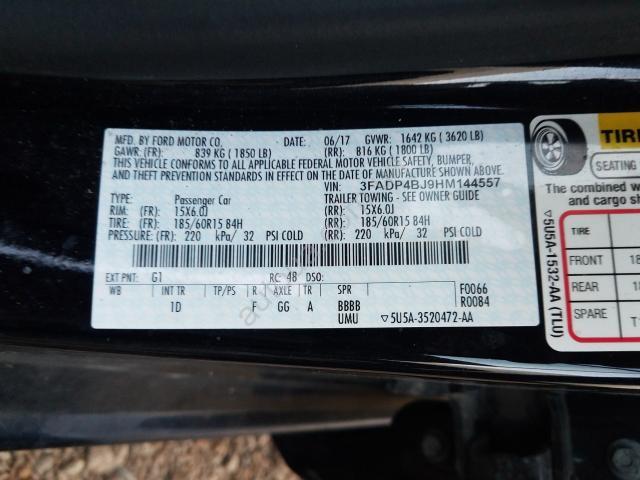 MFD. BY FORD MOTOR CO. DATE: 06/17 GVWR: 1642 KG ( 3620 LB)
GAWR: (FR): 839 KG ( 1850 LB) (RR): 816 KG ( 1800 LB)
THIS VEHICLE CONFORMS TO ALL APPLICABLE FEDERAL MOTOR VEHICLE SAFETY, BUMPER,
AND THEFT PREVENTION STANDARDS IN EFFECT ON THE DATE OF MANUFACTURE SHOWN ABOVE.
VIN: 3FADP4BJ9HM144557
TYPE: Passenger Car TRAILER TOWING - SEE OWNER GUIDE
RIM: (FR): 15X6.0J (RR): 15X6.0J
TIRE: (FR): 185/60R15 84H (RR): 185/60R15 84H
PRESSURE: (FR): 220 kPa/ 32 PSI COLD (RR): 220 kPa/ 32 PSI COLD
EXT PNT: G1 RC: 48 DSO:
WB INT TR TP/PS R AXLE TR SPR F0066
1D F GG A BBBB R0084
UMU ▽5U5A-3520472-AA
TIRE
SEATING
The combined w
and cargo sh
TIRE
FRONT 18
REAR 18
SPARE T
▽5U5A-1532-AA (TLU)